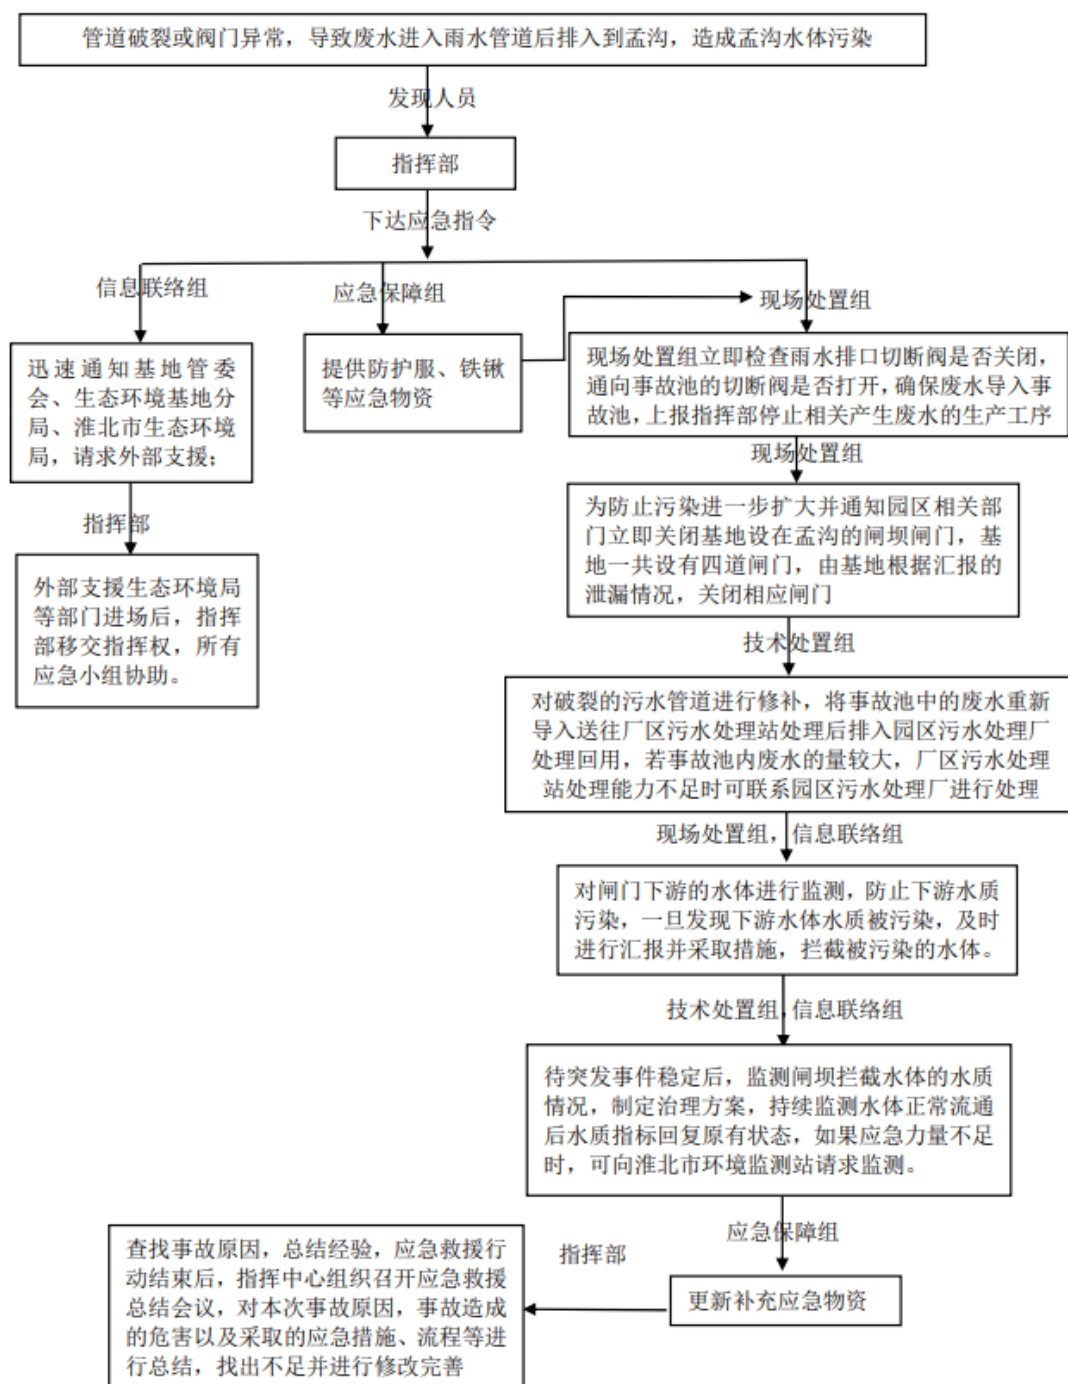 管道破裂或阀门异常，导致废水进入雨水管道后排入到孟沟，造成孟沟水体污染
发现人员
指挥部
下达应急指令
信息联络组
应急保障组
现场处置组
迅速通知基地管委
会、生态环境基地分
局、淮北市生态环境
局，请求外部支援；
提供防护服、铁锹
等应急物资
现场处置组立即检查雨水排口切断阀是否关闭，
通向事故池的切断阀是否打开，确保废水导入事
故池，上报指挥部停止相关产生废水的生产工序
现场处置组
指挥部
为防止污染进一步扩大并通知园区相关部
门立即关闭基地设在孟沟的闸坝闸门，基
地一共设有四道闸门，由基地根据汇报的
泄漏情况，关闭相应闸门
外部支援生态环境局
等部门进场后，指挥
部移交指挥权，所有
应急小组协助。
技术处置组
对破裂的污水管道进行修补，将事故池中的废水重新
导入送往厂区污水处理站处理后排入园区污水处理厂
处理回用，若事故池内废水的量较大，厂区污水处理
站处理能力不足时可联系园区污水处理厂进行处理
现场处置组，信息联络组
对闸门下游的水体进行监测，防止下游水质
污染，一旦发现下游水体水质被污染，及时
进行汇报并采取措施，拦截被污染的水体。
技术处置组，信息联络组
待突发事件稳定后，监测闸坝拦截水体的水质
情况，制定治理方案，持续监测水体正常流通
后水质指标回复原有状态，如果应急力量不足
时，可向淮北市环境监测站请求监测。
应急保障组
更新补充应急物资
指挥部
查找事故原因，总结经验，应急救援行
动结束后，指挥中心组织召开应急救援
总结会议，对本次事故原因，事故造成
的危害以及采取的应急措施、流程等进
行总结，找出不足并进行修改完善